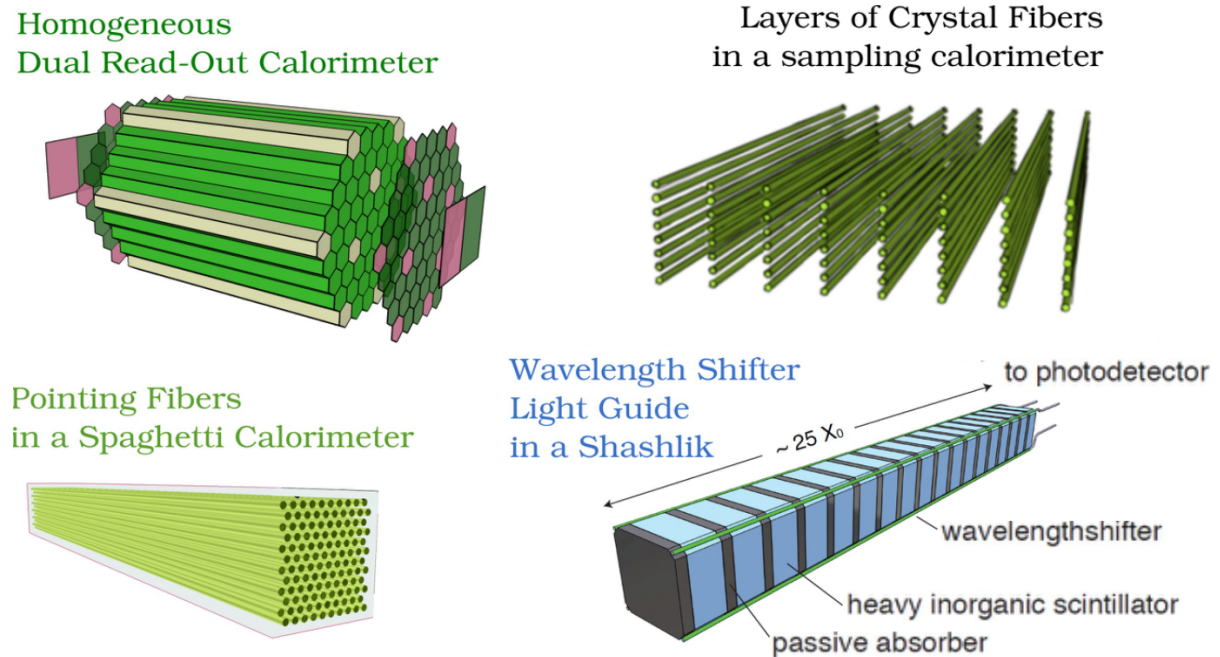 Homogeneous
Dual Read-Out Calorimeter
Layers of Crystal Fibers
in a sampling calorimeter
Pointing Fibers
in a Spaghetti Calorimeter
Wavelength Shifter
Light Guide
in a Shashlik
to photodetector
~ 25 X₀
wavelengthshifter
heavy inorganic scintillator
passive absorber